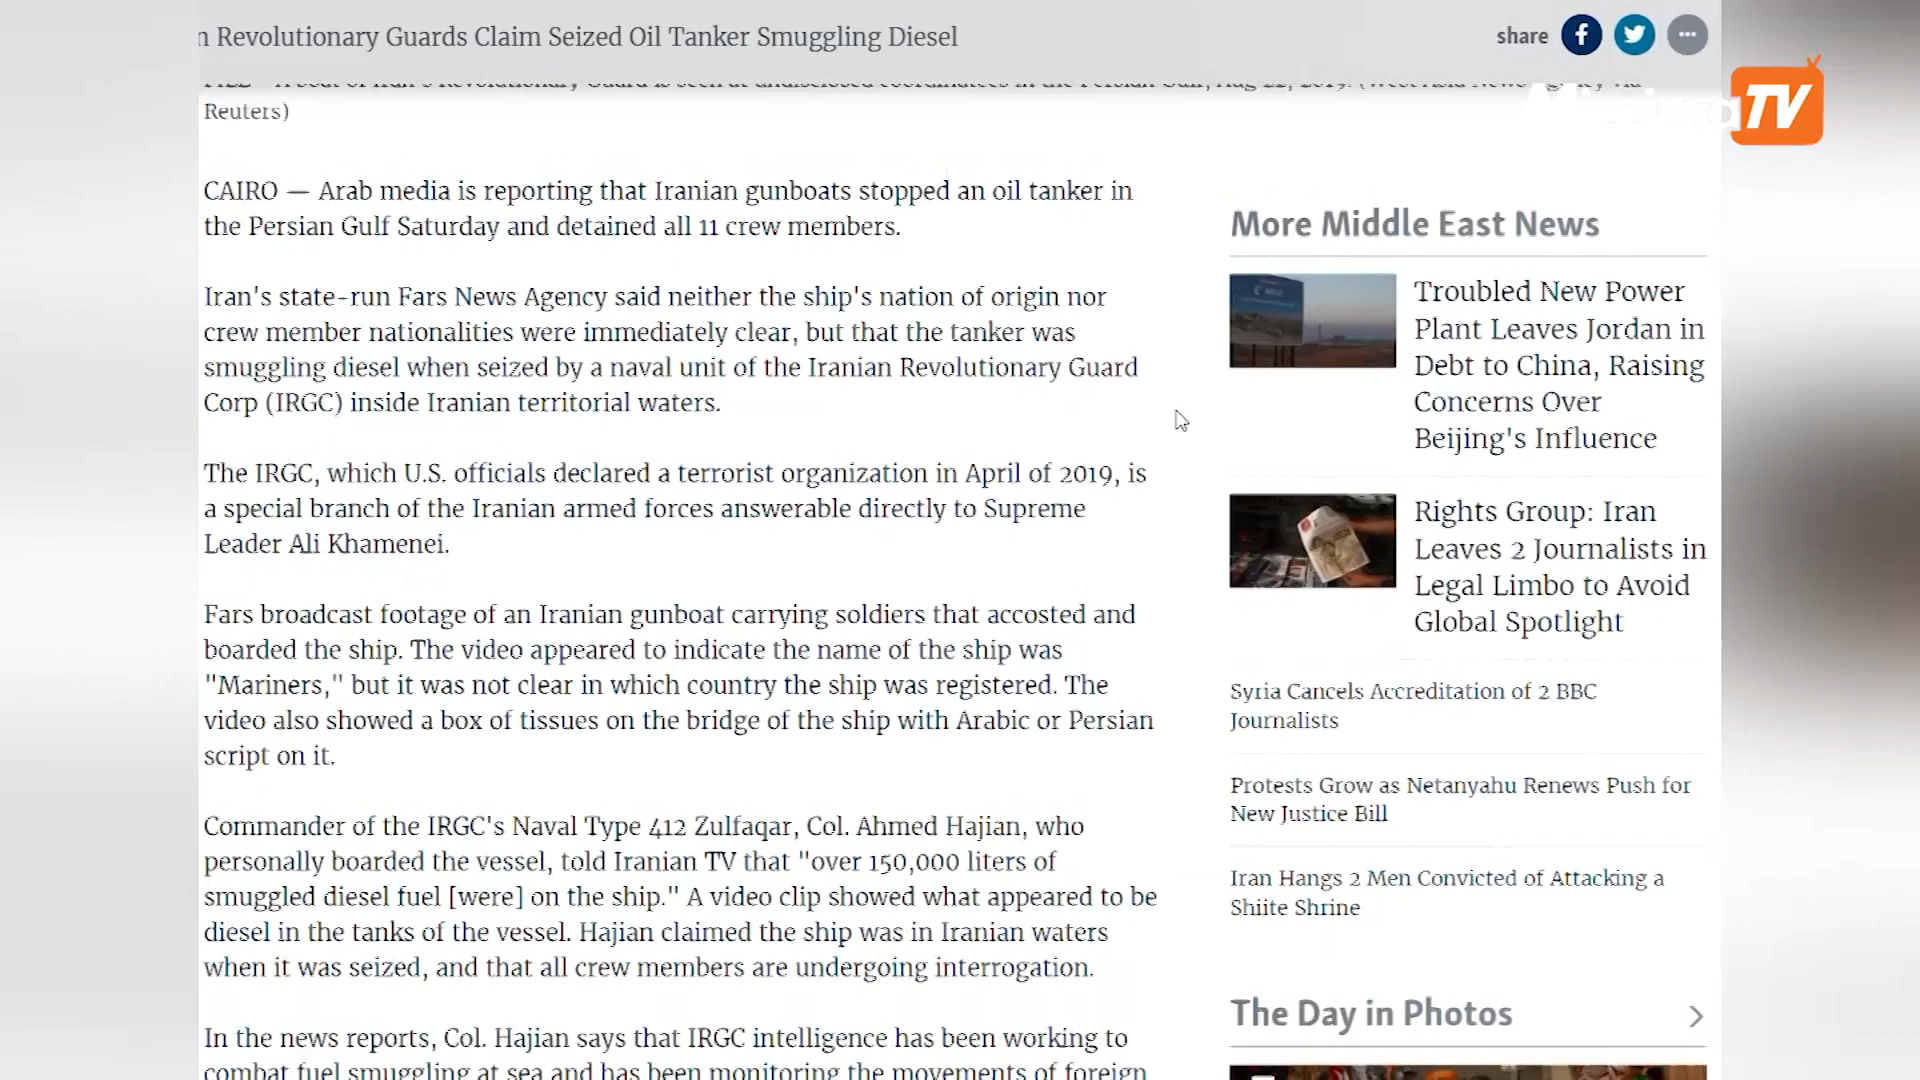 n Revolutionary Guards Claim Seized Oil Tanker Smuggling Diesel
share
TV
Reuters)
CAIRO — Arab media is reporting that Iranian gunboats stopped an oil tanker in
the Persian Gulf Saturday and detained all 11 crew members.
Iran's state-run Fars News Agency said neither the ship's nation of origin nor
crew member nationalities were immediately clear, but that the tanker was
smuggling diesel when seized by a naval unit of the Iranian Revolutionary Guard
Corp (IRGC) inside Iranian territorial waters.
The IRGC, which U.S. officials declared a terrorist organization in April of 2019, is
a special branch of the Iranian armed forces answerable directly to Supreme
Leader Ali Khamenei.
Fars broadcast footage of an Iranian gunboat carrying soldiers that accosted and
boarded the ship. The video appeared to indicate the name of the ship was
"Mariners," but it was not clear in which country the ship was registered. The
video also showed a box of tissues on the bridge of the ship with Arabic or Persian
script on it.
Commander of the IRGC's Naval Type 412 Zulfaqar, Col. Ahmed Hajian, who
personally boarded the vessel, told Iranian TV that "over 150,000 liters of
smuggled diesel fuel [were] on the ship." A video clip showed what appeared to be
diesel in the tanks of the vessel. Hajian claimed the ship was in Iranian waters
when it was seized, and that all crew members are undergoing interrogation.
In the news reports, Col. Hajian says that IRGC intelligence has been working to
combat fuel smuggling at sea and has been monitoring the movements of foreign
More Middle East News
Troubled New Power
Plant Leaves Jordan in
Debt to China, Raising
Concerns Over
Beijing's Influence
Rights Group: Iran
Leaves 2 Journalists in
Legal Limbo to Avoid
Global Spotlight
Syria Cancels Accreditation of 2 BBC
Journalists
Protests Grow as Netanyahu Renews Push for
New Justice Bill
Iran Hangs 2 Men Convicted of Attacking a
Shiite Shrine
The Day in Photos